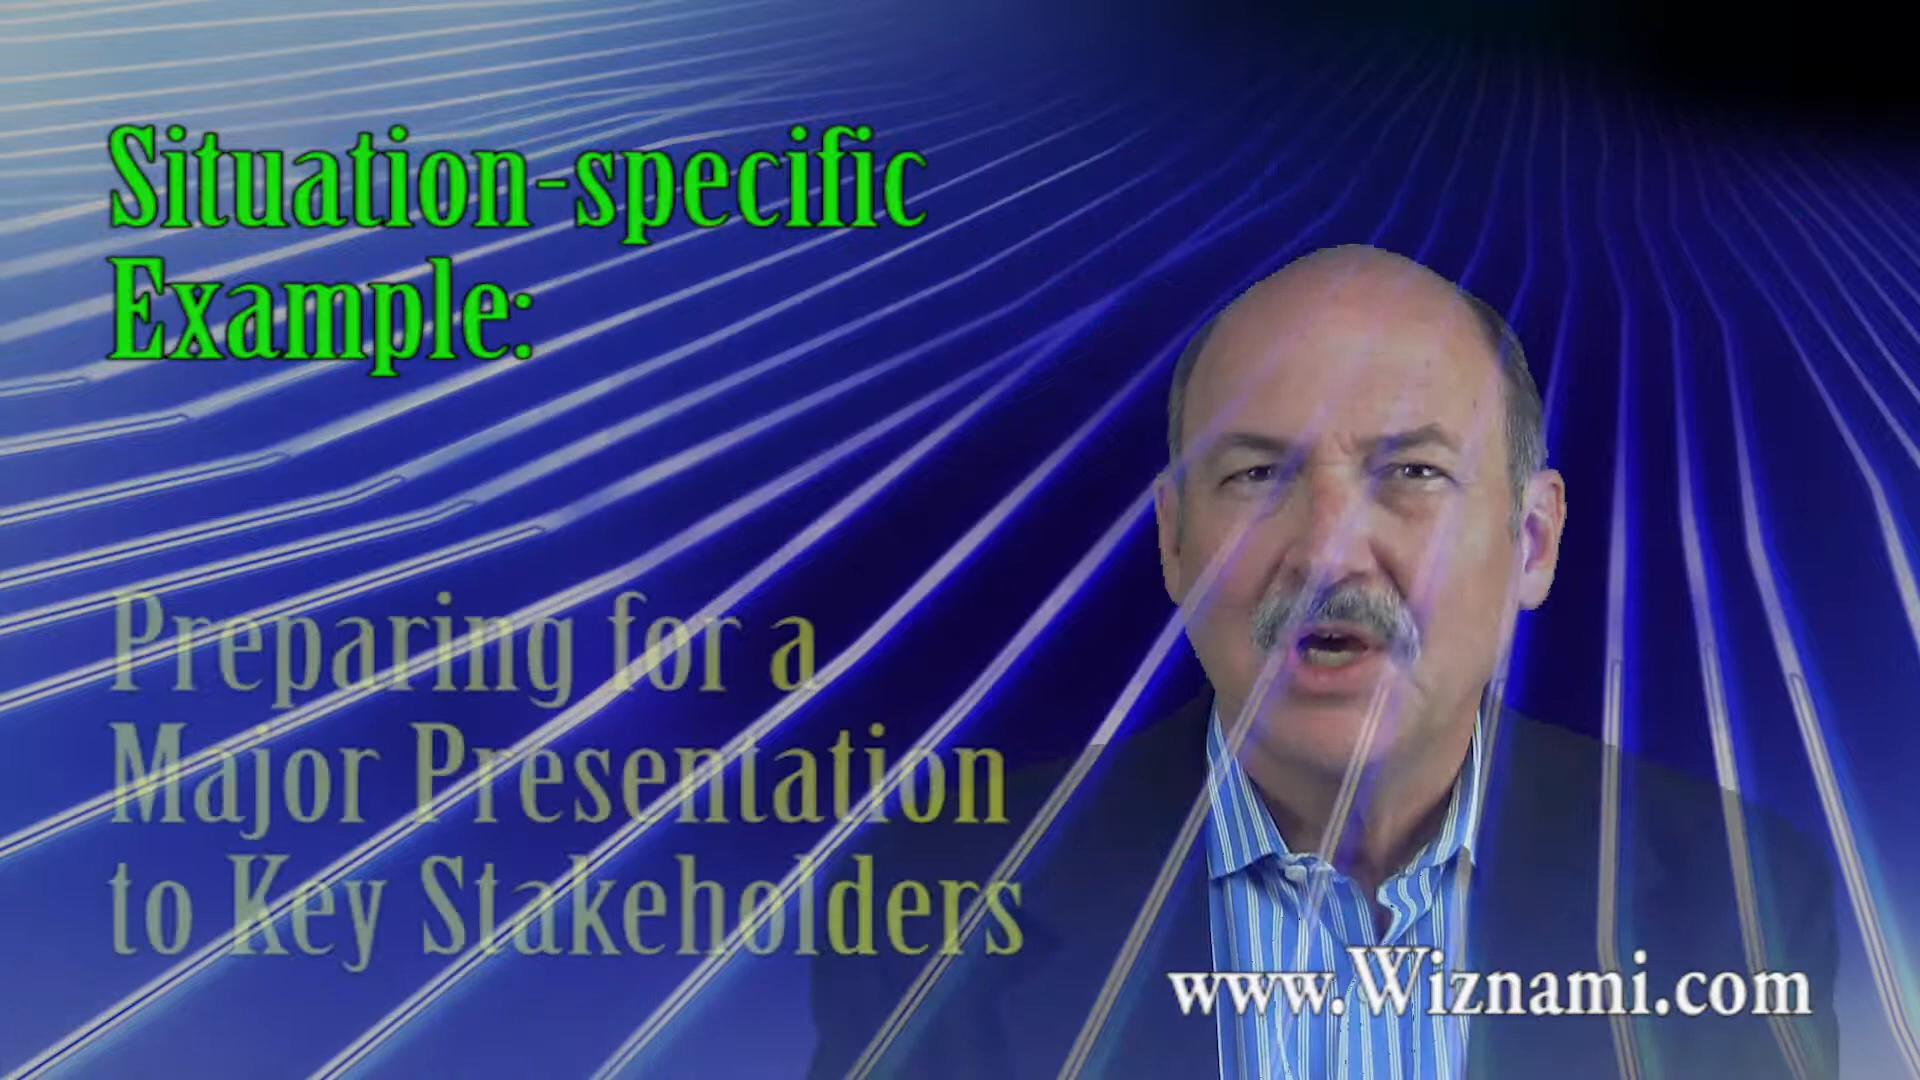 Situation-specific
Example:
Preparing for a
Major Presentation
to Key Stakeholders
www.Wiznami.com